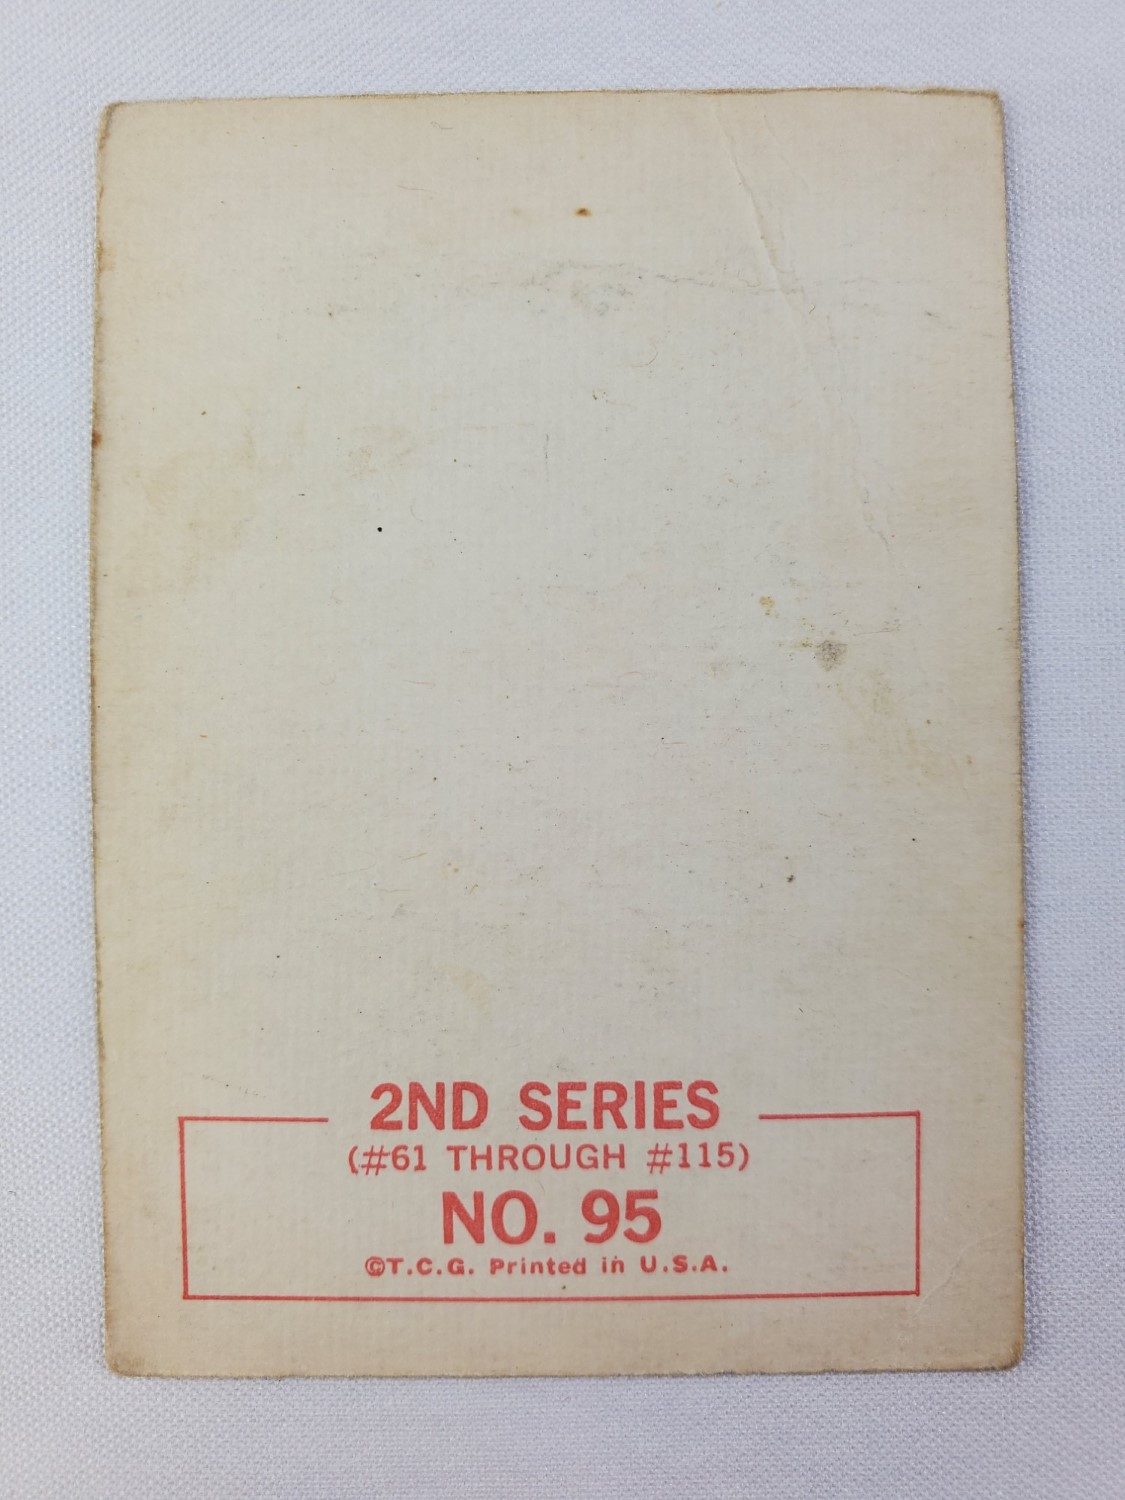 2ND SERIES
(#61 THROUGH #115)
NO. 95
©T.C.G. Printed in U.S.A.